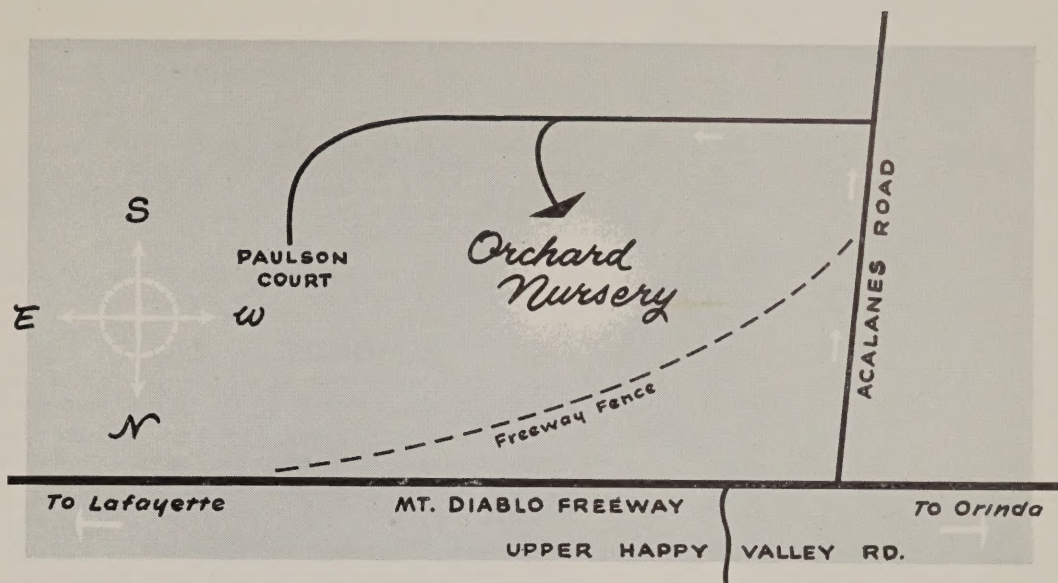 S
E
W
N
PAULSON
COURT
Orchard
Nursery
ACALANES ROAD
Freeway Fence
To Lafayette
MT. DIABLO FREEWAY
To Orinda
UPPER HAPPY VALLEY RD.